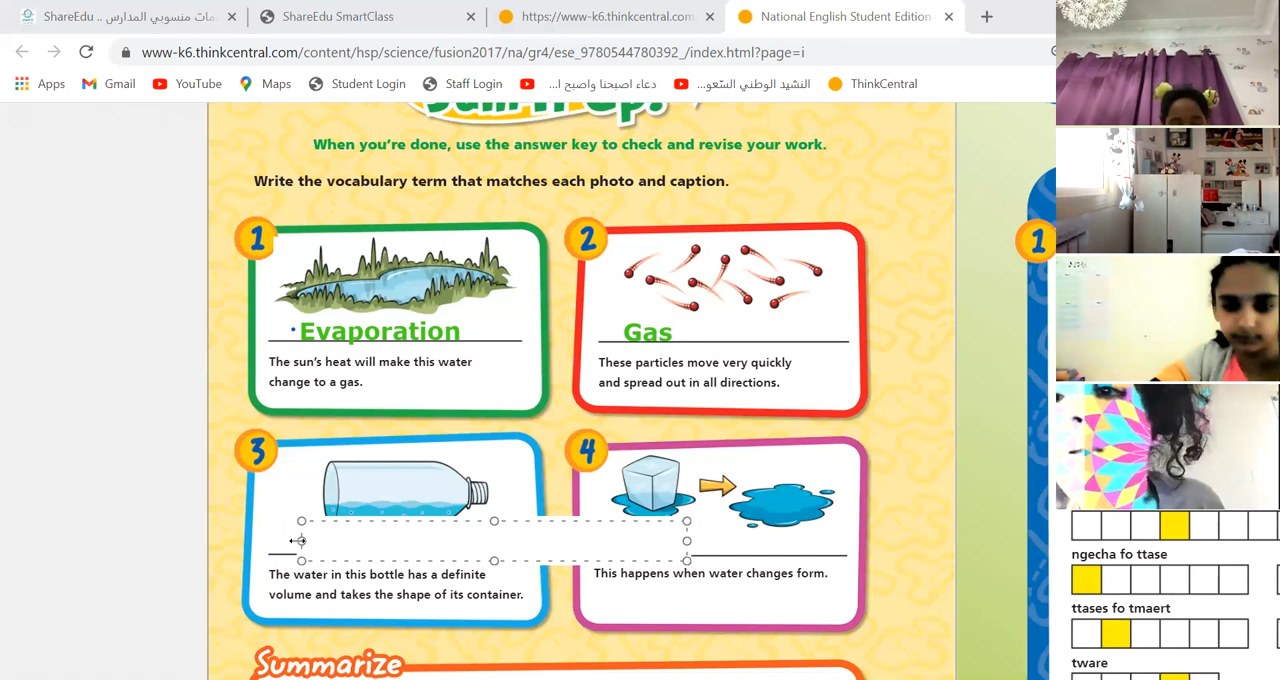 ـمات منسوبي المدارس .. ShareEdu
ShareEdu SmartClass
https://www-k6.thinkcentral.com
National English Student Edition
www-k6.thinkcentral.com/content/hsp/science/fusion2017/na/gr4/ese_9780544780392_/index.html?page=i
Apps
Gmail
YouTube
Maps
Student Login
Staff Login
دعاء اصبحنا واصبح ا...
النشيد الوطني السّعو...
ThinkCentral
Sum It Up!
When you're done, use the answer key to check and revise your work.
Write the vocabulary term that matches each photo and caption.
1
Evaporation
The sun's heat will make this water
change to a gas.
2
Gas
These particles move very quickly
and spread out in all directions.
3
The water in this bottle has a definite
volume and takes the shape of its container.
4
This happens when water changes form.
Summarize
1
ngecha fo ttase
ttases fo tmaert
tware